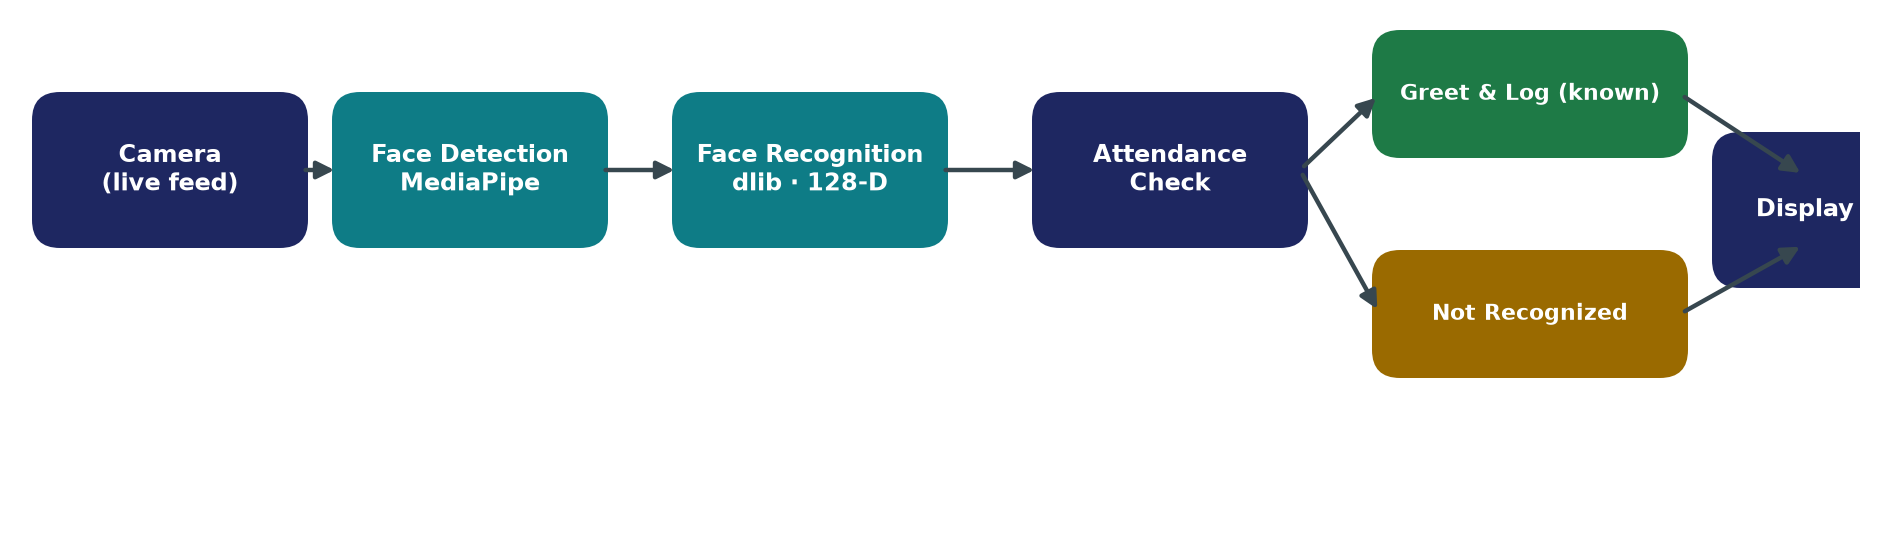 Camera
(live feed)
Face Detection
MediaPipe
Face Recognition
dlib · 128-D
Attendance
Check
Greet & Log (known)
Not Recognized
Display